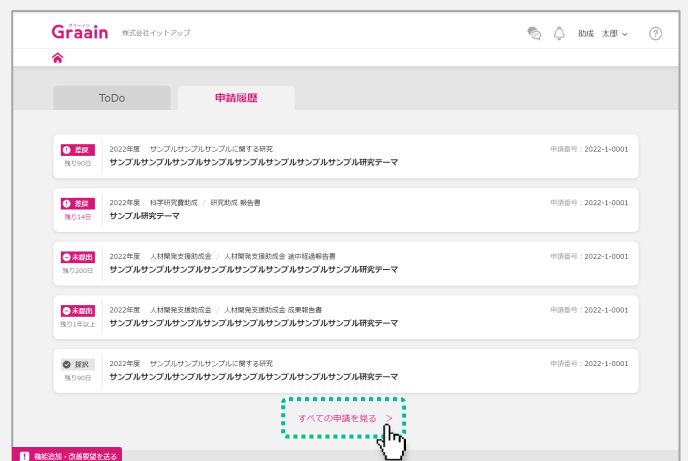 グラーイン
Graain 株式会社イットアップ 助成 太郎
ToDo 申請履歴
差戻 2022年度 サンプルサンプルサンプルに関する研究 申請番号：2022-1-0001
残り90日 サンプルサンプルサンプルサンプルサンプルサンプルサンプルサンプル研究テーマ
差戻 2022年度 科学研究費助成 / 研究助成 報告書 申請番号：2022-1-0001
残り14日 サンプル研究テーマ
未提出 2022年度 人材開発支援助成会 / 人材開発支援助成会 途中経過報告書 申請番号：2022-1-0001
残り200日 サンプルサンプルサンプルサンプルサンプルサンプルサンプルサンプル研究テーマ
未提出 2022年度 人材開発支援助成会 / 人材開発支援助成会 成果報告書 申請番号：2022-1-0001
残り1年以上 サンプルサンプルサンプルサンプルサンプルサンプルサンプルサンプル研究テーマ
採択 2022年度 サンプルサンプルサンプルに関する研究 申請番号：2022-1-0001
残り90日 サンプルサンプルサンプルサンプルサンプルサンプルサンプルサンプル研究テーマ
すべての申請を見る >
機能追加・改善要望を送る